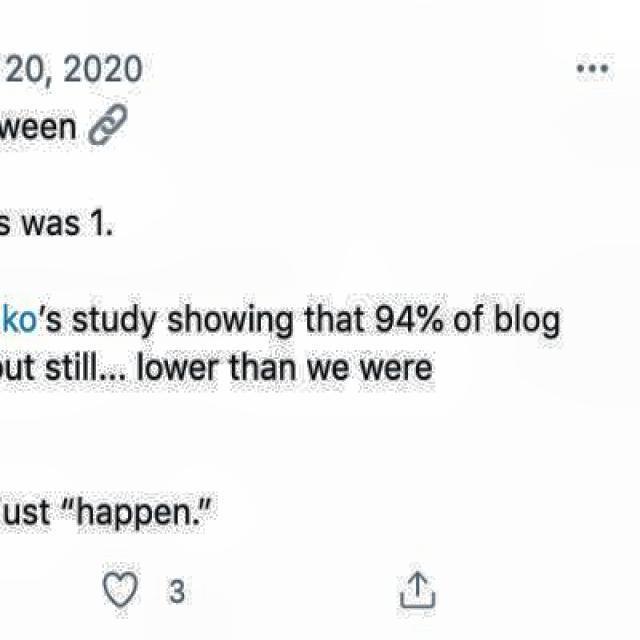 20, 2020
ween 🔗
s was 1.
ko's study showing that 94% of blog
out still... lower than we were
ust “happen.”
3